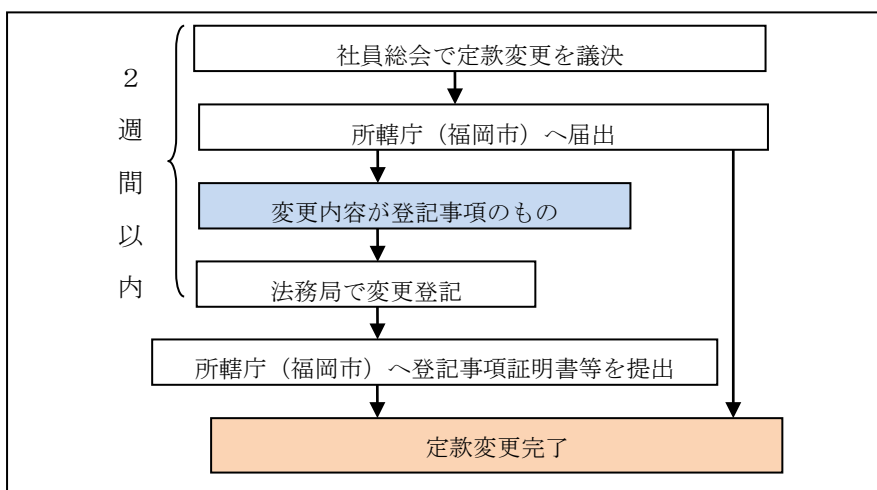 社員総会で定款変更を議決
２週間以内
所轄庁（福岡市）へ届出
変更内容が登記事項のもの
法務局で変更登記
所轄庁（福岡市）へ登記事項証明書等を提出
定款変更完了